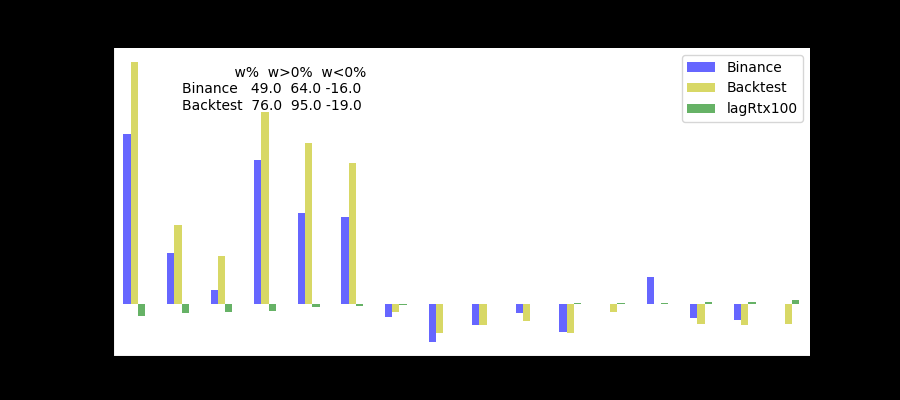 w% w>0% w<0%
Binance 49.0 64.0 -16.0
Backtest 76.0 95.0 -19.0
Binance
Backtest
lagRtx100